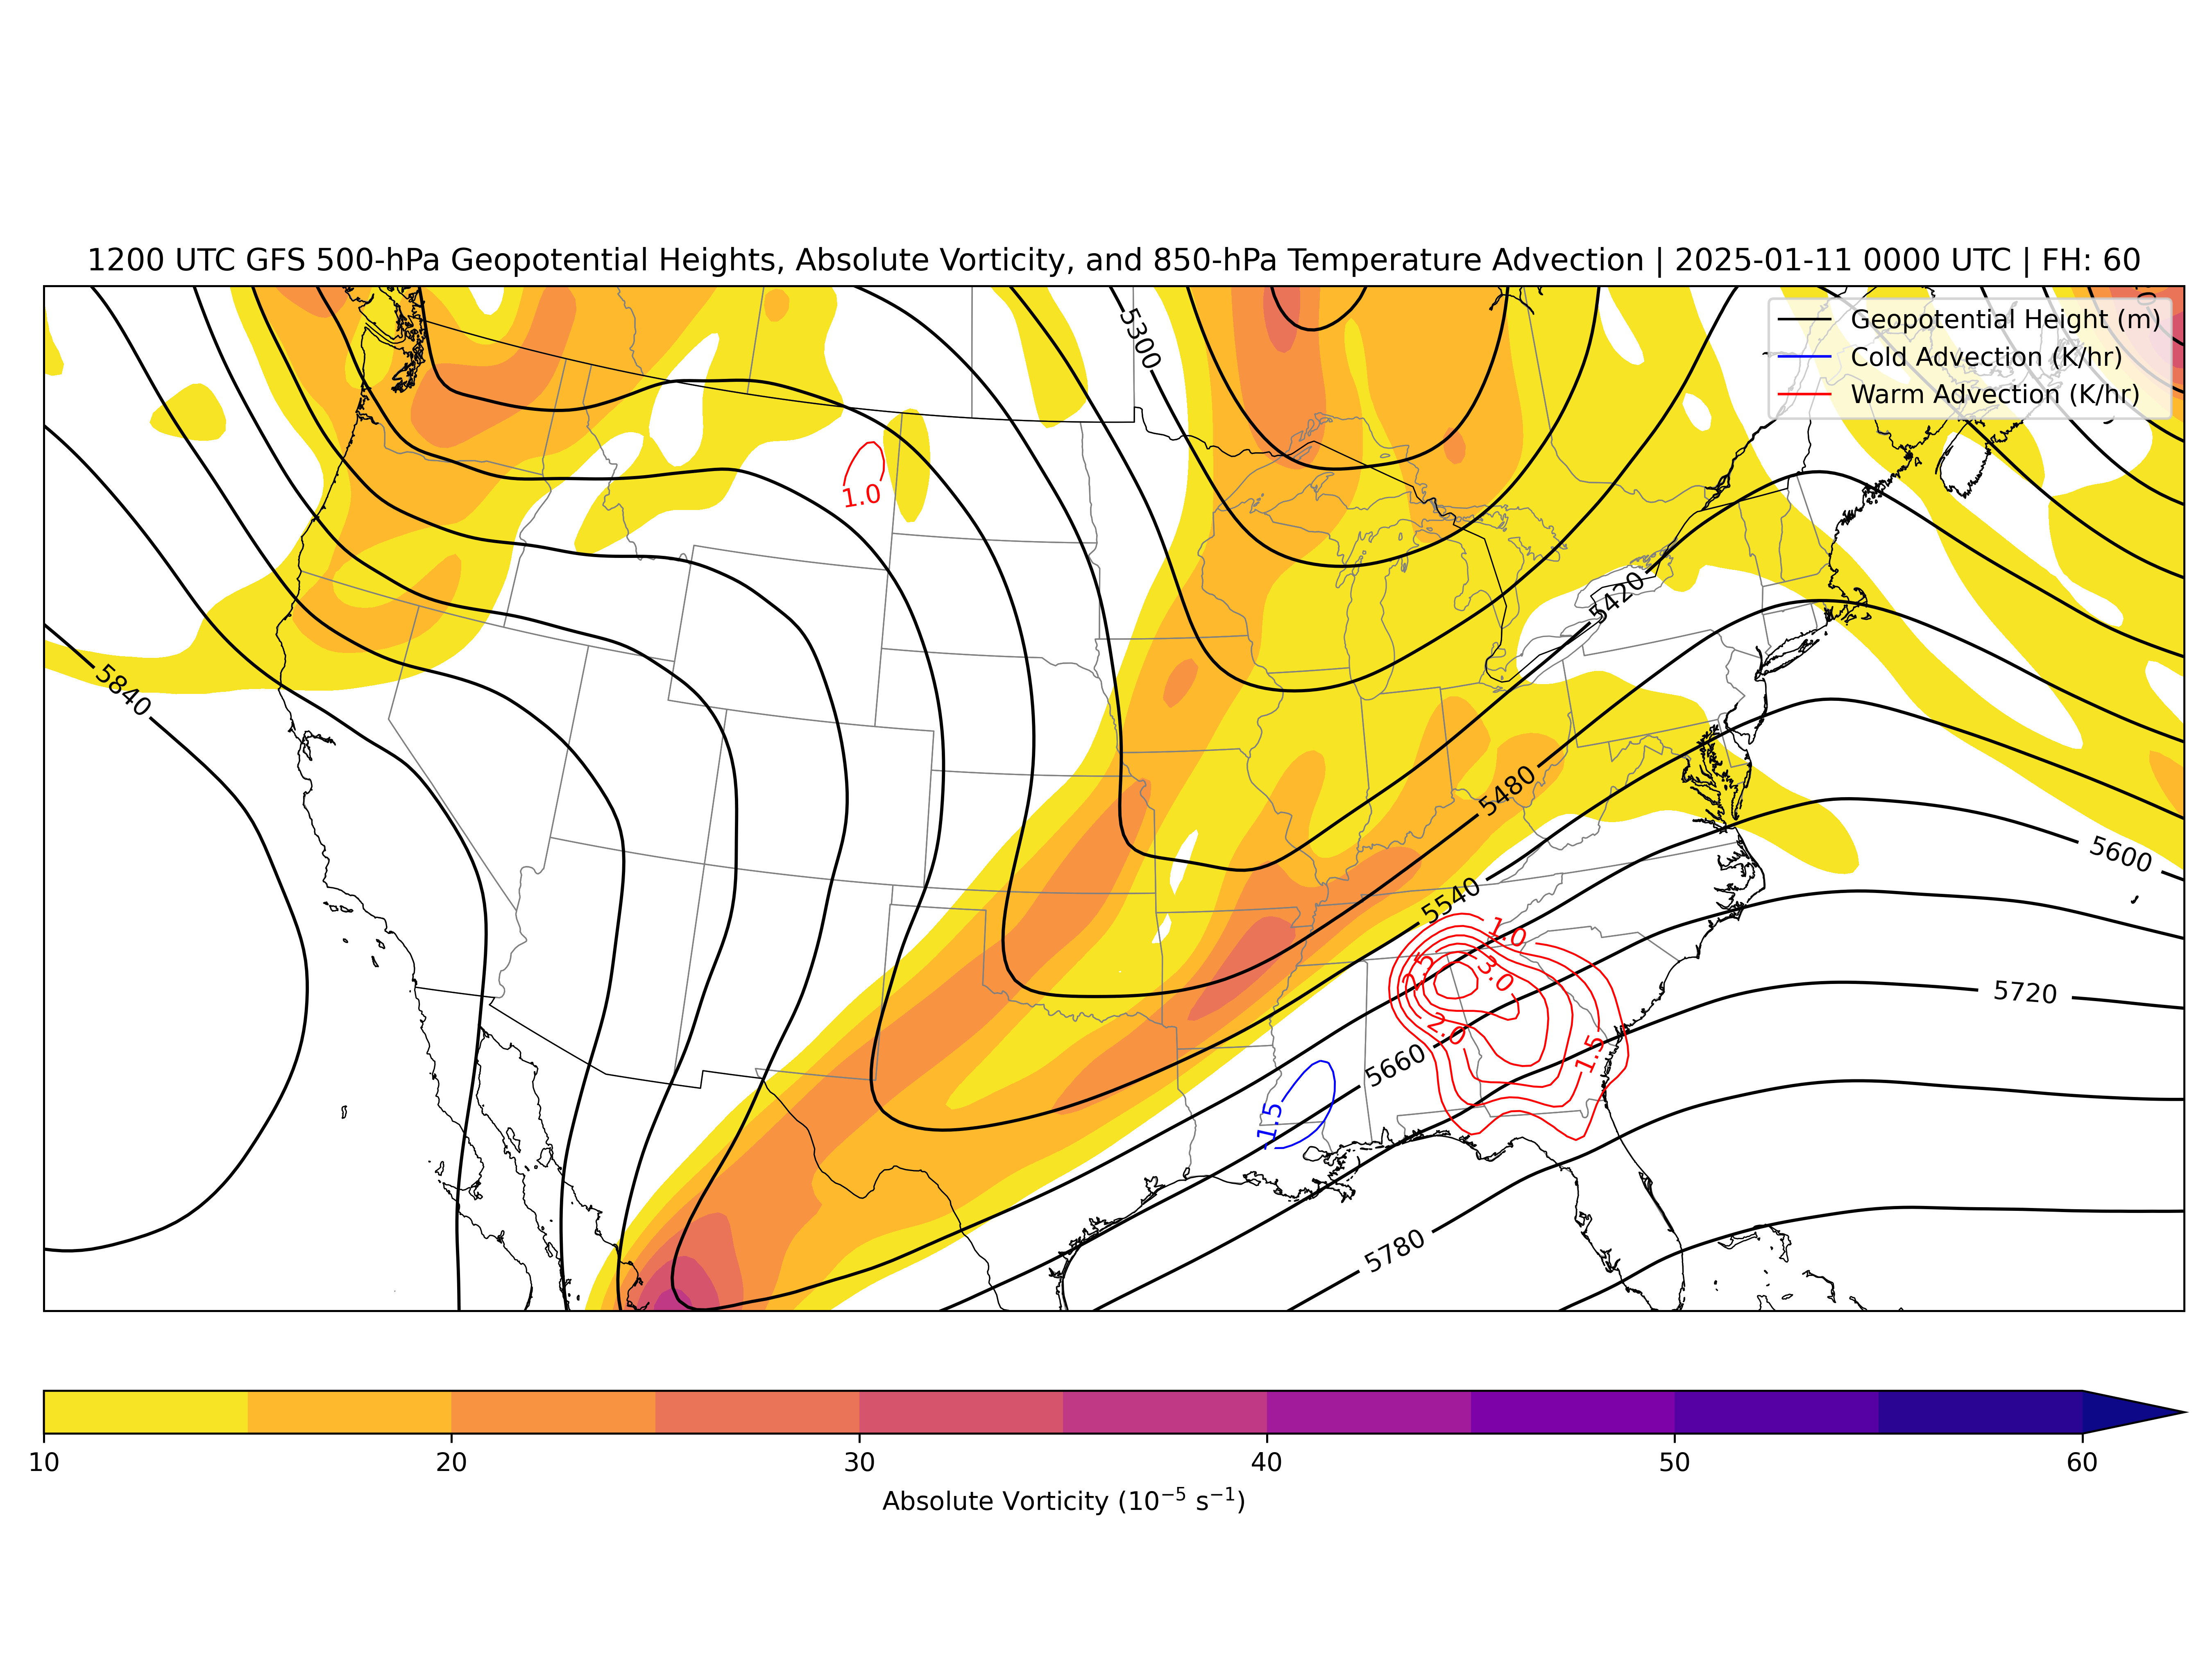 1200 UTC GFS 500-hPa Geopotential Heights, Absolute Vorticity, and 850-hPa Temperature Advection | 2025-01-11 0000 UTC | FH: 60
Geopotential Height (m)
Cold Advection (K/hr)
Warm Advection (K/hr)
5300
1.0
5420
5840
5480
5600
5540
1.0
2.5
3.0
5720
2.0
1.5
5660
1.5
5780
10 20 30 40 50 60
Absolute Vorticity (10⁻⁵ s⁻¹)